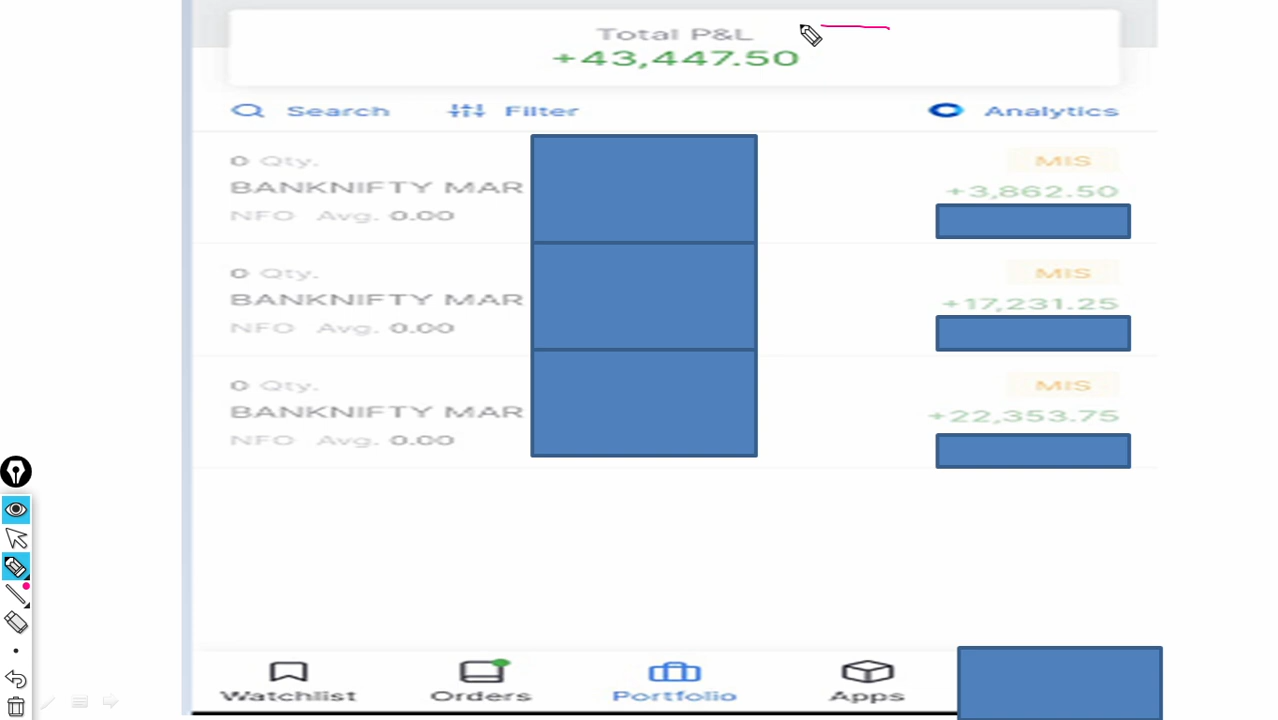 Total P&L
+43,447.50
Search Filter Analytics
0 Qty. MIS
BANKNIFTY MAR +3,862.50
NFO Avg. 0.00
0 Qty. MIS
BANKNIFTY MAR +17,231.25
NFO Avg. 0.00
0 Qty. MIS
BANKNIFTY MAR +22,353.75
NFO Avg. 0.00
Watchlist Orders Portfolio Apps